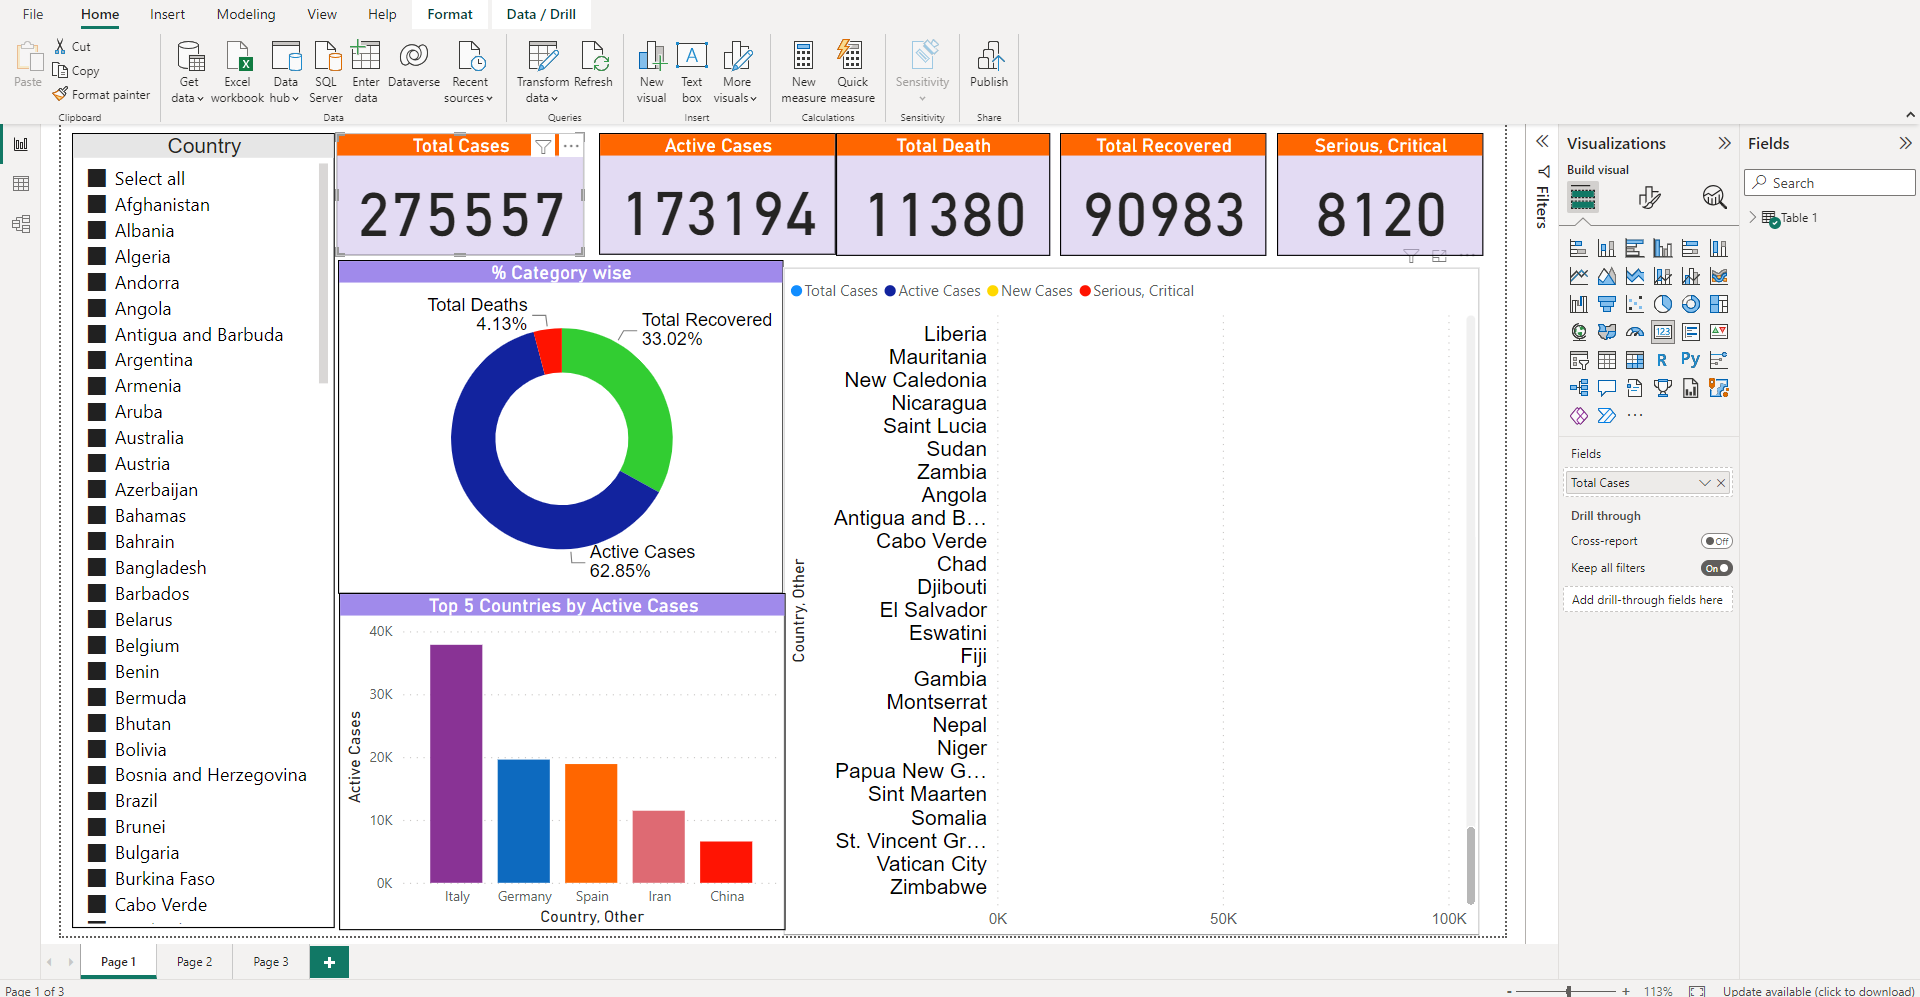 File Home Insert Modeling View Help Format Data / Drill
Paste
Cut
Copy
Format painter
Clipboard
Get data
Excel workbook
Data hub
SQL Server
Enter data
Dataverse
Recent sources
Data
Transform data
Refresh
Queries
New visual
Text box
More visuals
Insert
New measure
Quick measure
Calculations
Sensitivity
Sensitivity
Publish
Share
Country
Select all
Afghanistan
Albania
Algeria
Andorra
Angola
Antigua and Barbuda
Argentina
Armenia
Aruba
Australia
Austria
Azerbaijan
Bahamas
Bahrain
Bangladesh
Barbados
Belarus
Belgium
Benin
Bermuda
Bhutan
Bolivia
Bosnia and Herzegovina
Brazil
Brunei
Bulgaria
Burkina Faso
Cabo Verde
Total Cases
275557
Active Cases
173194
Total Death
11380
Total Recovered
90983
Serious, Critical
8120
% Category wise
Total Deaths
4.13%
Total Recovered
33.02%
Active Cases
62.85%
Top 5 Countries by Active Cases
Active Cases
40K
30K
20K
10K
0K
Italy Germany Spain Iran China
Country, Other
Total Cases Active Cases New Cases Serious, Critical
Country, Other
Liberia
Mauritania
New Caledonia
Nicaragua
Saint Lucia
Sudan
Zambia
Angola
Antigua and B...
Cabo Verde
Chad
Djibouti
El Salvador
Eswatini
Fiji
Gambia
Montserrat
Nepal
Niger
Papua New G...
Sint Maarten
Somalia
St. Vincent Gr...
Vatican City
Zimbabwe
0K 50K 100K
Filters
Visualizations
Build visual
123
R
Py
Fields
Total Cases
Drill through
Cross-report Off
Keep all filters On
Add drill-through fields here
Fields
Search
Table 1
Page 1 Page 2 Page 3 +
Page 1 of 3
- + 113% Update available (click to download)